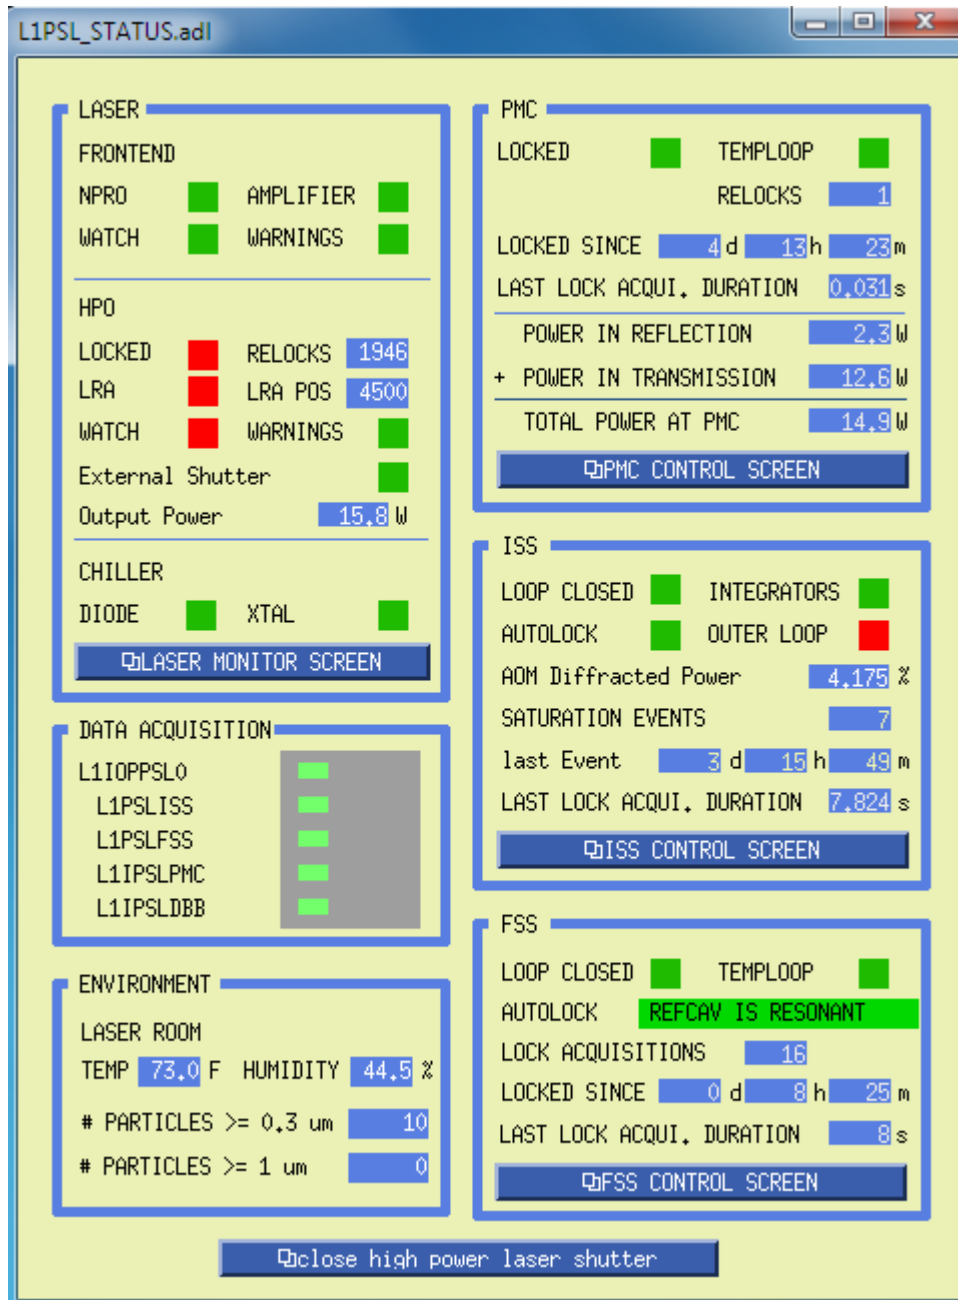 L1PSL_STATUS.adl
LASER
FRONTEND
NPRO AMPLIFIER
WATCH WARNINGS
HPO
LOCKED RELOCKS 1946
LRA LRA POS 4500
WATCH WARNINGS
External Shutter
Output Power 15.8 W
CHILLER
DIODE XTAL
LASER MONITOR SCREEN
DATA ACQUISITION
L1IOPPSL0
L1PSLISS
L1PSLFSS
L1IPSLPMC
L1IPSLDBB
ENVIRONMENT
LASER ROOM
TEMP 73.0 F HUMIDITY 44.5 %
# PARTICLES >= 0.3 um 10
# PARTICLES >= 1 um 0
PMC
LOCKED TEMPLOOP
RELOCKS 1
LOCKED SINCE 4 d 13 h 23 m
LAST LOCK ACQUI. DURATION 0.031 s
POWER IN REFLECTION 2.3 W
+ POWER IN TRANSMISSION 12.6 W
TOTAL POWER AT PMC 14.9 W
PMC CONTROL SCREEN
ISS
LOOP CLOSED INTEGRATORS
AUTOLOCK OUTER LOOP
AOM Diffracted Power 4.175 %
SATURATION EVENTS 7
last Event 3 d 15 h 49 m
LAST LOCK ACQUI. DURATION 7.824 s
ISS CONTROL SCREEN
FSS
LOOP CLOSED TEMPLOOP
AUTOLOCK REFCAV IS RESONANT
LOCK ACQUISITIONS 16
LOCKED SINCE 0 d 8 h 25 m
LAST LOCK ACQUI. DURATION 8 s
FSS CONTROL SCREEN
close high power laser shutter